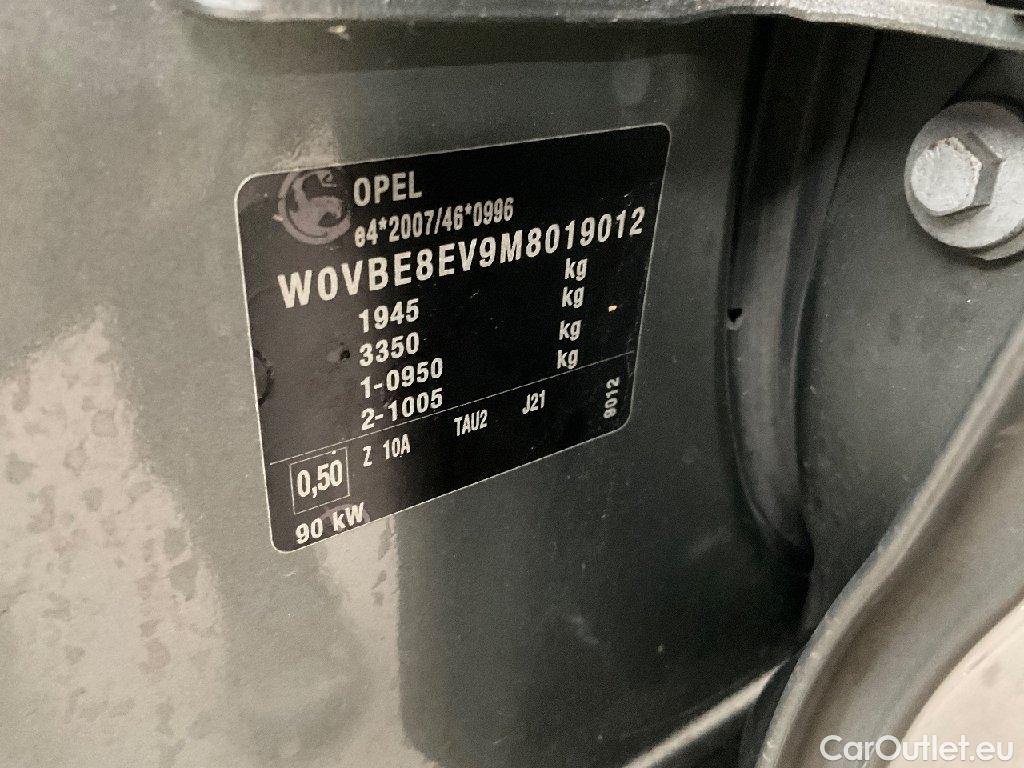 OPEL
e4*2007/46*0996
W0VBE8EV9M8019012
1945 kg
3350 kg
1-0950 kg
2-1005 kg
Z 10A TAU2 J21 9012
0,50
90 kW
CarOutlet.eu